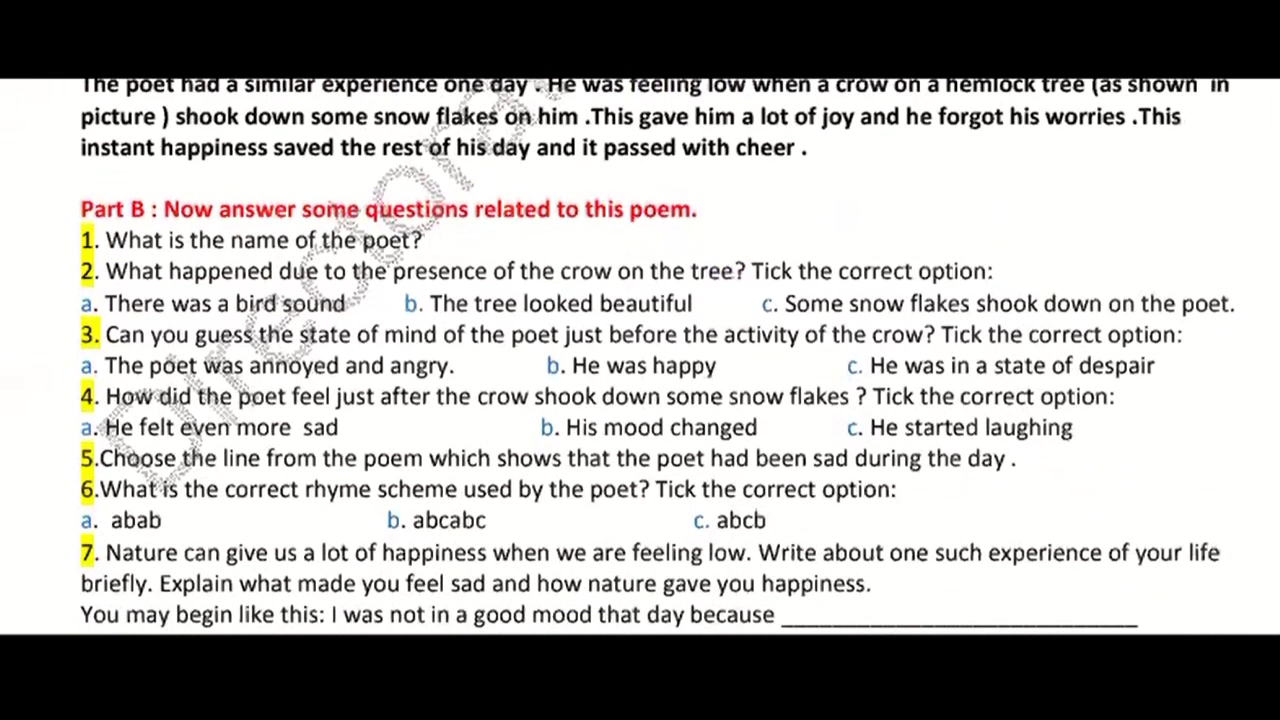 The poet had a similar experience one day . He was feeling low when a crow on a hemlock tree (as shown in
picture ) shook down some snow flakes on him .This gave him a lot of joy and he forgot his worries .This
instant happiness saved the rest of his day and it passed with cheer .
Part B : Now answer some questions related to this poem.
1. What is the name of the poet?
2. What happened due to the presence of the crow on the tree? Tick the correct option:
a. There was a bird sound b. The tree looked beautiful c. Some snow flakes shook down on the poet.
3. Can you guess the state of mind of the poet just before the activity of the crow? Tick the correct option:
a. The poet was annoyed and angry. b. He was happy c. He was in a state of despair
4. How did the poet feel just after the crow shook down some snow flakes ? Tick the correct option:
a. He felt even more sad b. His mood changed c. He started laughing
5.Choose the line from the poem which shows that the poet had been sad during the day .
6.What is the correct rhyme scheme used by the poet? Tick the correct option:
a. abab b. abcabc c. abcb
7. Nature can give us a lot of happiness when we are feeling low. Write about one such experience of your life
briefly. Explain what made you feel sad and how nature gave you happiness.
You may begin like this: I was not in a good mood that day because ____________________________